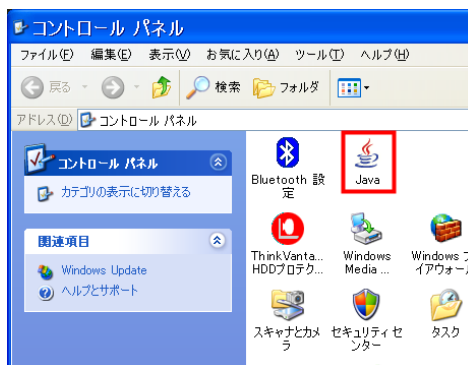 コントロール パネル
ファイル(F) 編集(E) 表示(V) お気に入り(A) ツール(T) ヘルプ(H)
戻る 検索 フォルダ
アドレス(D) コントロール パネル
コントロール パネル
カテゴリの表示に切り替える
関連項目
Windows Update
ヘルプとサポート
Bluetooth 設
定
Java
ThinkVanta...
HDDプロテク...
Windows
Media ...
Windows フ
ァイアウォール
スキャナとカメ
ラ
セキュリティ セ
ンター
タスク